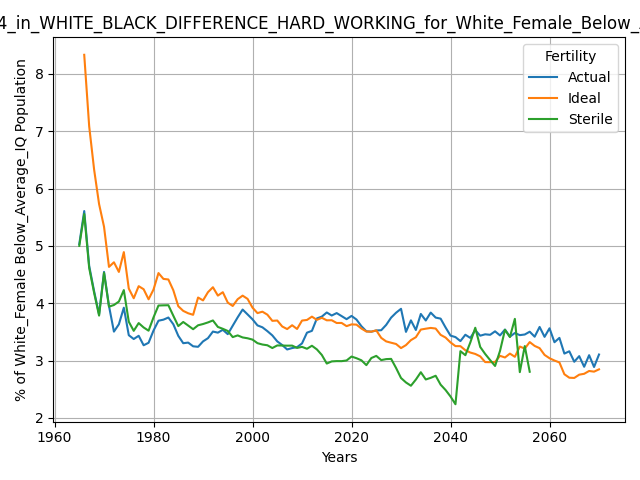 4_in_WHITE_BLACK_DIFFERENCE_HARD_WORKING_for_White_Female_Below_
% of White_Female Below_Average_IQ Population
8
7
6
5
4
3
2
Fertility
Actual
Ideal
Sterile
1960 1980 2000 2020 2040 2060
Years